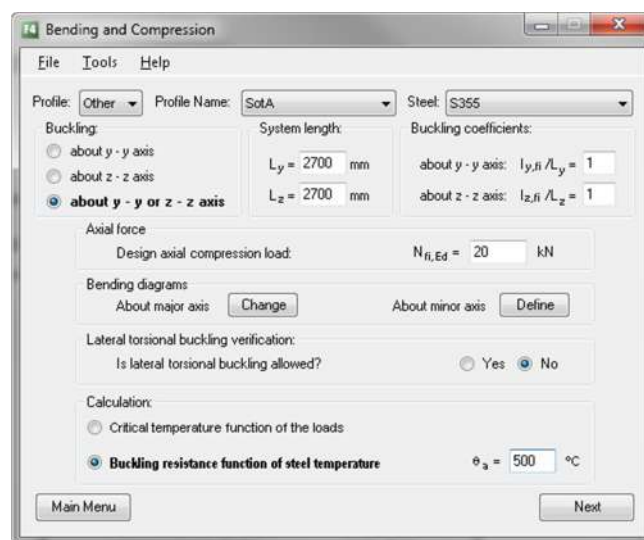 Bending and Compression
File Tools Help
Profile: Other Profile Name: SotA Steel: S355
Buckling:
about y - y axis
about z - z axis
about y - y or z - z axis
System length:
Ly = 2700 mm
Lz = 2700 mm
Buckling coefficients:
about y - y axis: ly,fi /Ly = 1
about z - z axis: lz,fi /Lz = 1
Axial force
Design axial compression load: Nfi,Ed = 20 kN
Bending diagrams
About major axis Change About minor axis Define
Lateral torsional buckling verification:
Is lateral torsional buckling allowed? Yes No
Calculation:
Critical temperature function of the loads
Buckling resistance function of steel temperature θa = 500 °C
Main Menu Next